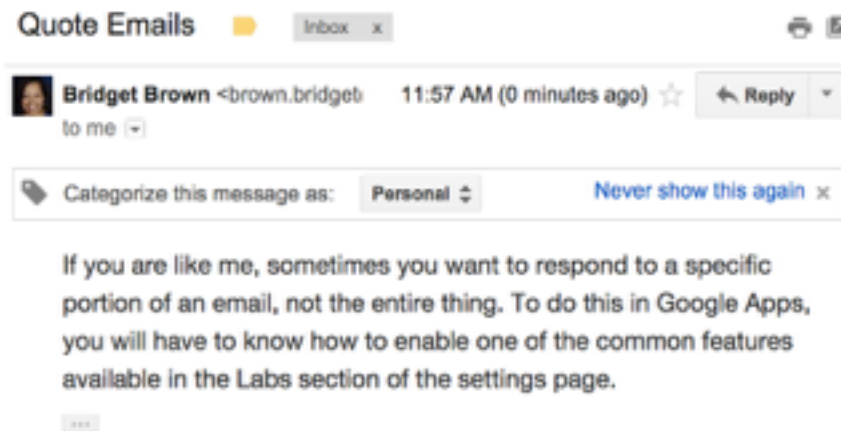 Quote Emails Inbox x
Bridget Brown <brown.bridget 11:57 AM (0 minutes ago) Reply
to me
Categorize this message as: Personal Never show this again x
If you are like me, sometimes you want to respond to a specific
portion of an email, not the entire thing. To do this in Google Apps,
you will have to know how to enable one of the common features
available in the Labs section of the settings page.
...